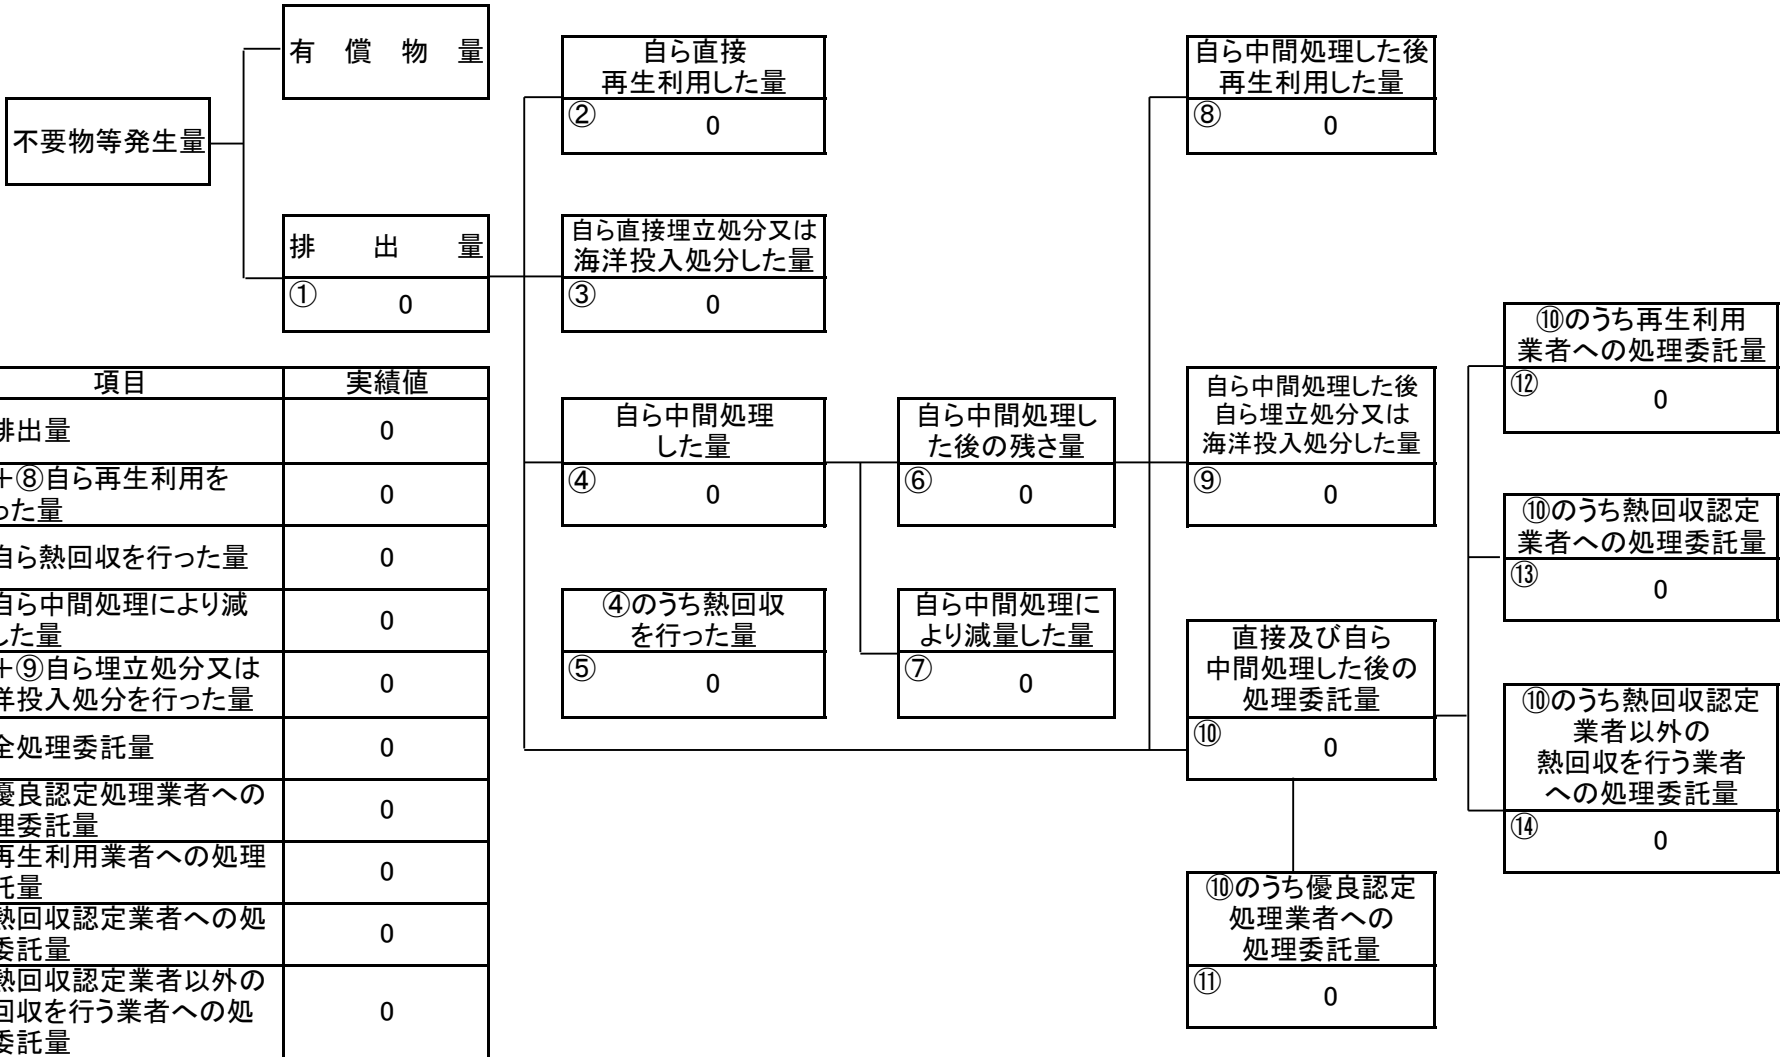 有償物量
不要物等発生量
排出量
① 0
自ら直接
再生利用した量
② 0
自ら直接埋立処分又は
海洋投入処分した量
③ 0
自ら中間処理
した量
④ 0
④のうち熱回収
を行った量
⑤ 0
自ら中間処理し
た後の残さ量
⑥ 0
自ら中間処理に
より減量した量
⑦ 0
自ら中間処理した後
再生利用した量
⑧ 0
自ら中間処理した後
自ら埋立処分又は
海洋投入処分した量
⑨ 0
直接及び自ら
中間処理した後の
処理委託量
⑩ 0
⑩のうち優良認定
処理業者への
処理委託量
⑪ 0
⑩のうち再生利用
業者への処理委託量
⑫ 0
⑩のうち熱回収認定
業者への処理委託量
⑬ 0
⑩のうち熱回収認定
業者以外の
熱回収を行う業者
への処理委託量
⑭ 0
項目 実績値
排出量 0
+⑧自ら再生利用を
った量 0
自ら熱回収を行った量 0
自ら中間処理により減
した量 0
+⑨自ら埋立処分又は
洋投入処分を行った量 0
全処理委託量 0
優良認定処理業者への
理委託量 0
再生利用業者への処理
託量 0
熱回収認定業者への処
委託量 0
熱回収認定業者以外の
回収を行う業者への処
委託量 0